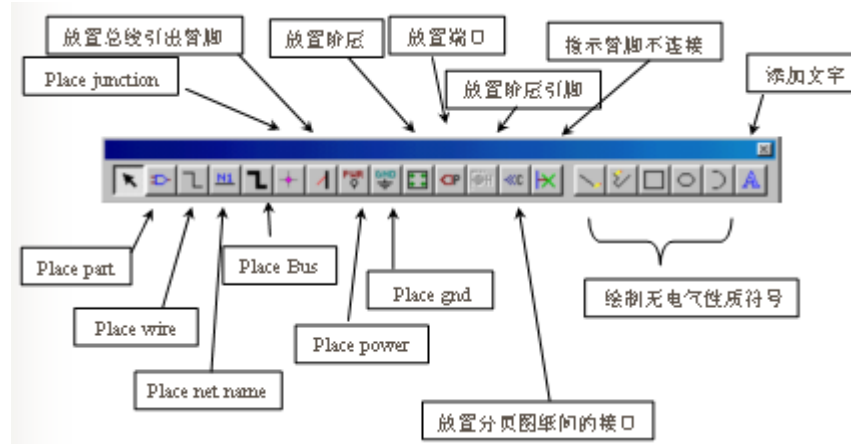 放置总线引出管脚
放置阶层
放置端口
指示管脚不连接
Place junction
放置阶层引脚
添加文字
N1
PWR
GND
Place part
Place Bus
Place gnd
绘制无电气性质符号
Place wire
Place power
Place net name
放置分页图纸间的接口